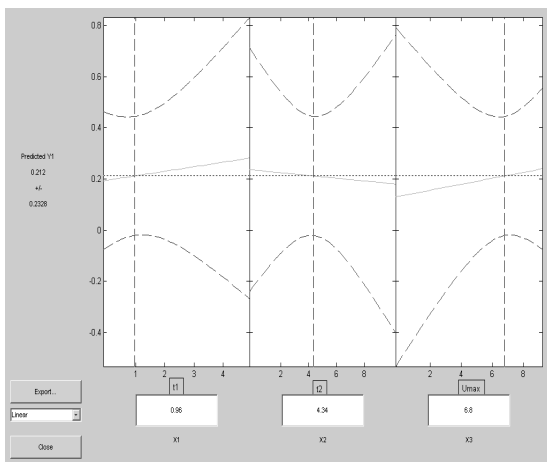 0.8
0.6
0.4
0.2
0
-0.2
-0.4
Predicted Y1
0.212
+/-
0.2328
1 2 3 4
2 4 6 8
2 4 6 8
t1 t2 Umax
Export...
Linear
Close
0.96 4.34 6.8
X1 X2 X3